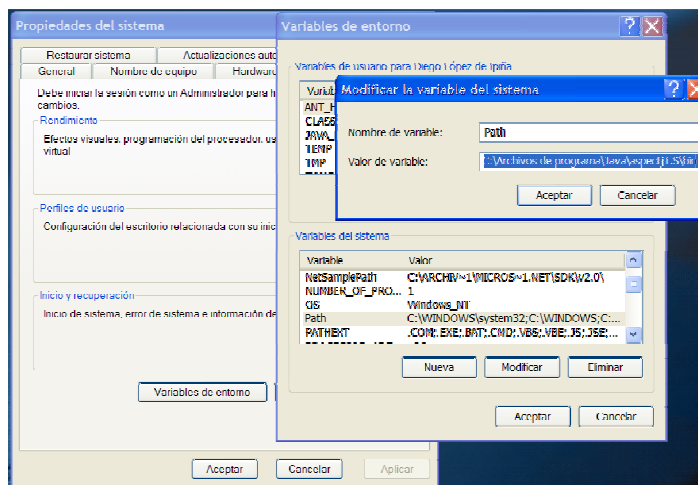 Propiedades del sistema
Restaurar sistema
Actualizaciones auto
General
Nombre de equipo
Hardware
Debe iniciar la sesión como un Administrador para h
cambios.
Rendimiento
Efectos visuales, programación del procesador, us
virtual
Perfiles de usuario
Configuración del escritorio relacionada con su inic
Inicio y recuperación
Inicio de sistema, error de sistema e información de
Variables de entorno
Aceptar
Cancelar
Aplicar
Variables de entorno
Variables de usuario para Diego López de Ipiña
Variab
ANT_H
CLASS
JAVA_
TEMP
TMP
Modificar la variable del sistema
Nombre de variable:
Path
Valor de variable:
Aceptar
Cancelar
Variables del sistema
Variable Valor
NetSamplePath C:\ARCHIV~1\MICROS~1.NET\SDK\v2.0\
NUMBER_OF_PRO... 1
OS Windows_NT
Path C:\WINDOWS\system32;C:\WINDOWS;C:...
PATHEXT .COM;.EXE;.BAT;.CMD;.VBS;.VBE;.JS;.JSE;...
Nueva
Modificar
Eliminar
Aceptar
Cancelar